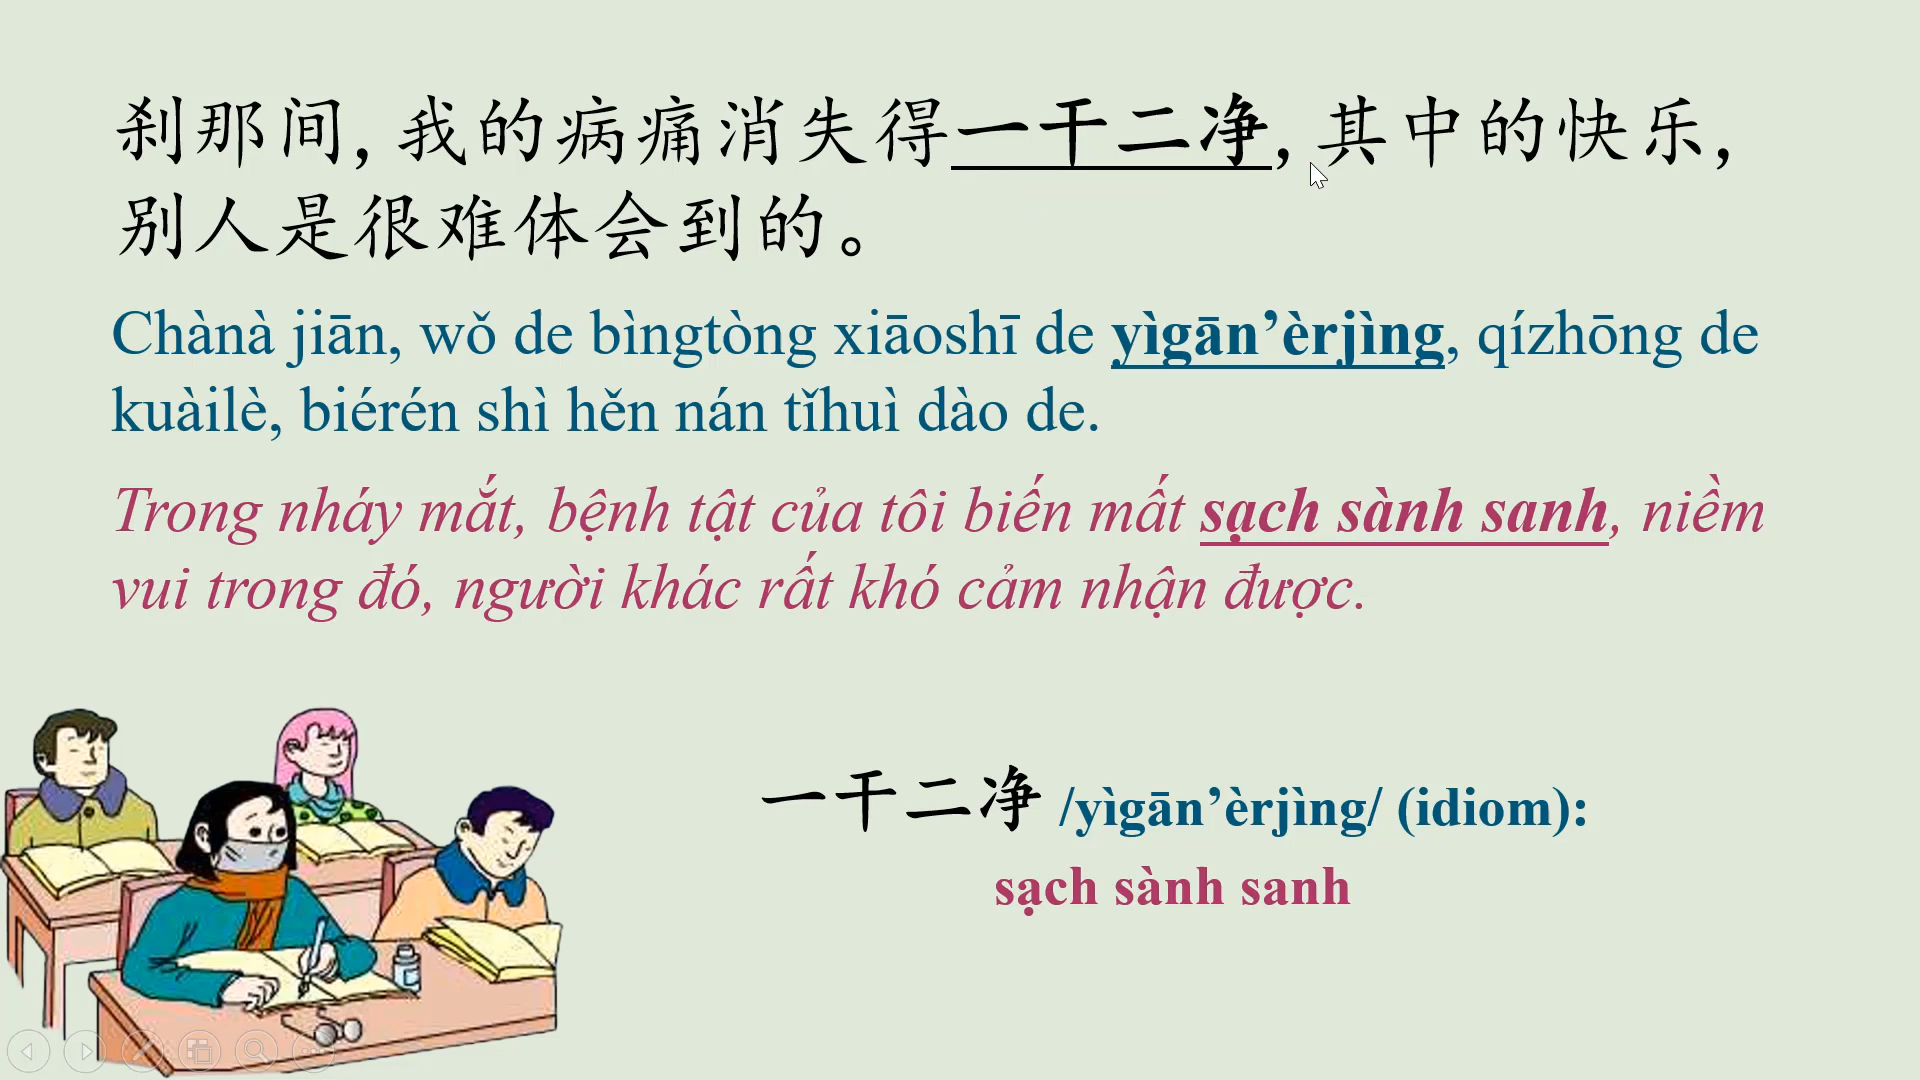 刹那间,我的病痛消失得一干二净,其中的快乐,
别人是很难体会到的。
Chànà jiān, wǒ de bìngtòng xiāoshī de yìgān’èrjìng, qízhōng de
kuàilè, biérén shì hěn nán tǐhuì dào de.
Trong nháy mắt, bệnh tật của tôi biến mất sạch sành sanh, niềm
vui trong đó, người khác rất khó cảm nhận được.
一干二净 /yìgān’èrjìng/ (idiom):
sạch sành sanh